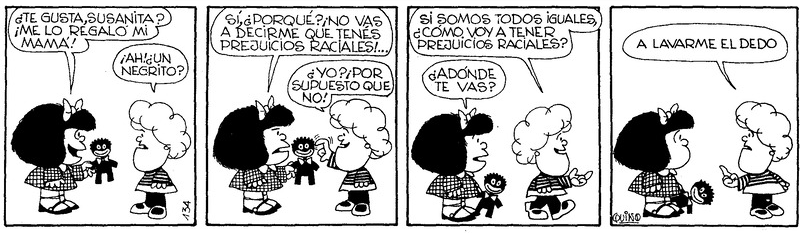 ¿TE GUSTA, SUSANITA?
¡ME LO REGALÓ MI
MAMÁ!
¡AH! ¿UN
NEGRITO?
134
SÍ, ¿PORQUÉ? ¡NO VAS
A DECIRME QUE TENÉS
PREJUICIOS RACIALES!...
¿YO? ¡POR
SUPUESTO QUE
NO!
SI SOMOS TODOS IGUALES,
¿CÓMO VOY A TENER
PREJUICIOS RACIALES?
¿ADÓNDE
TE VAS?
A LAVARME EL DEDO
QUINO